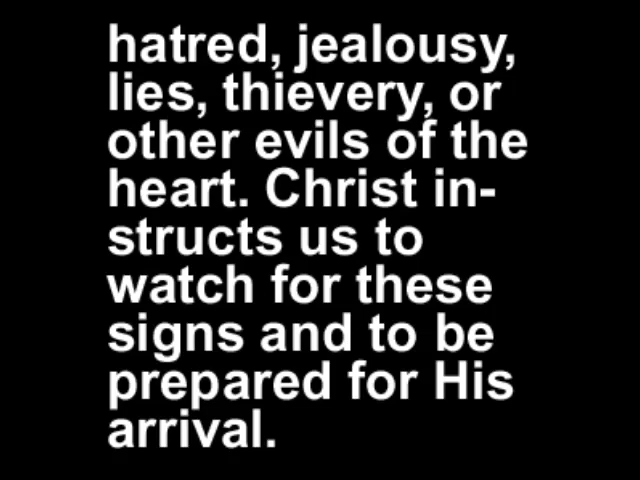 hatred, jealousy,
lies, thievery, or
other evils of the
heart. Christ in-
structs us to
watch for these
signs and to be
prepared for His
arrival.